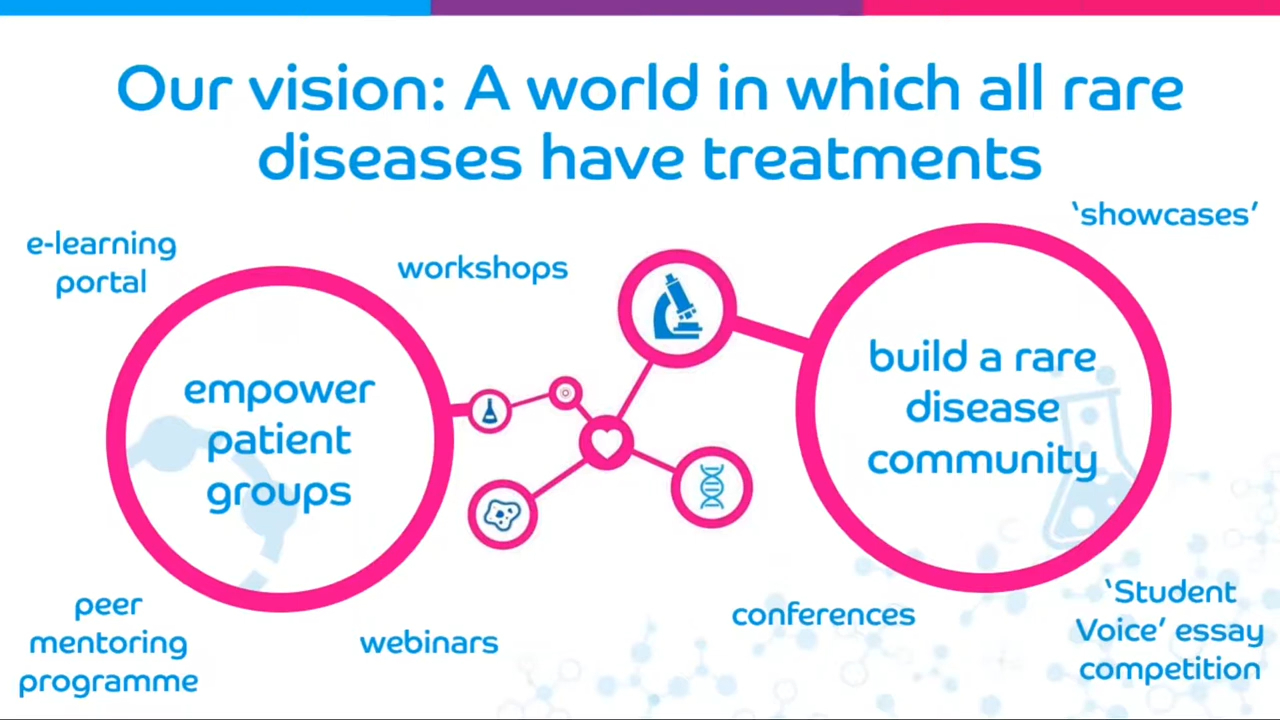 Our vision: A world in which all rare
diseases have treatments
e-learning
portal
workshops
empower
patient
groups
peer
mentoring
programme
webinars
‘showcases’
build a rare
disease
community
conferences
‘Student
Voice’ essay
competition